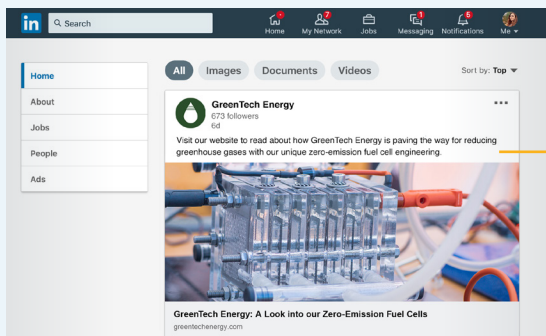 in
Search
Home
7
My Network
Jobs
1
Messaging
5
Notifications
Me
Home
About
Jobs
People
Ads
All Images Documents Videos
Sort by: Top
GreenTech Energy
673 followers
6d
Visit our website to read about how GreenTech Energy is paving the way for reducing
greenhouse gases with our unique zero-emission fuel cell engineering.
GreenTech Energy: A Look into our Zero-Emission Fuel Cells
greentechenergy.com